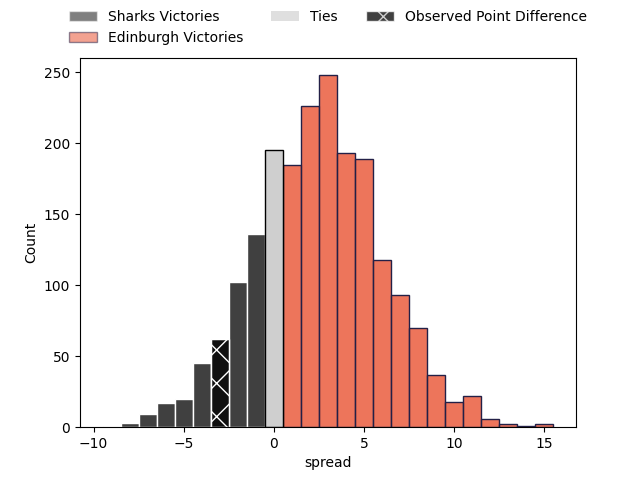 Sharks Victories
Edinburgh Victories
Ties
Observed Point Difference
250
200
150
100
50
0
Count
−10
−5
0
5
10
15
spread